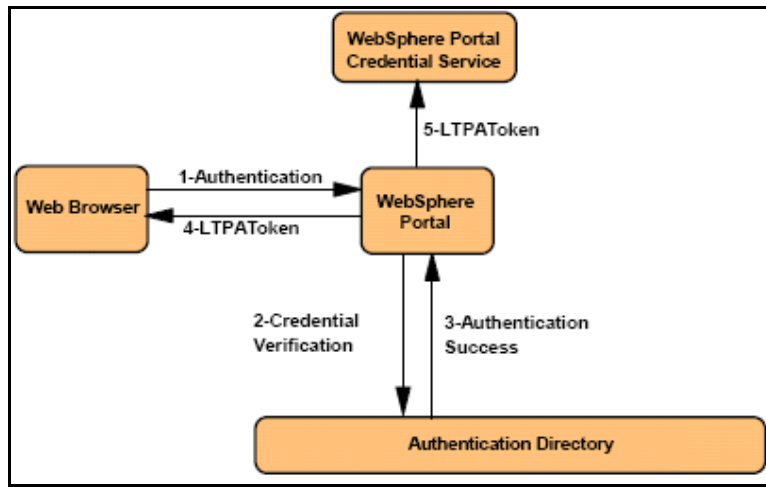 WebSphere Portal
Credential Service
5-LTPAToken
1-Authentication
Web Browser
WebSphere
Portal
4-LTPAToken
2-Credential
Verification
3-Authentication
Success
Authentication Directory